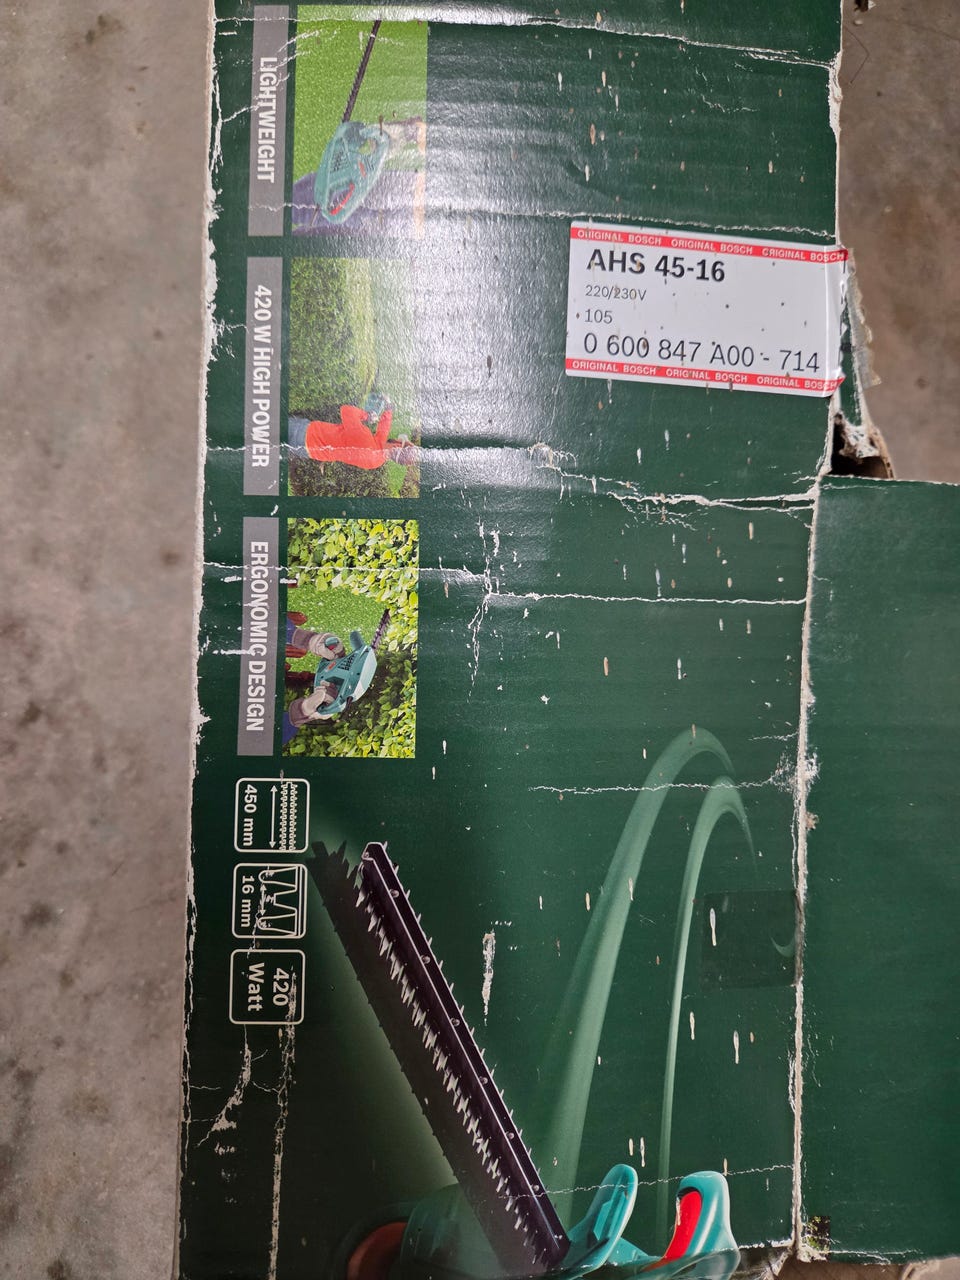 LIGHTWEIGHT
420 W HIGH POWER
ERGONOMIC DESIGN
450 mm
16 mm
420
Watt
ORIGINAL BOSCH ORIGINAL BOSCH ORIGINAL BOSCH
AHS 45-16
220/230V
105
0 600 847 A00 - 714
ORIGINAL BOSCH ORIGINAL BOSCH ORIGINAL BOSCH